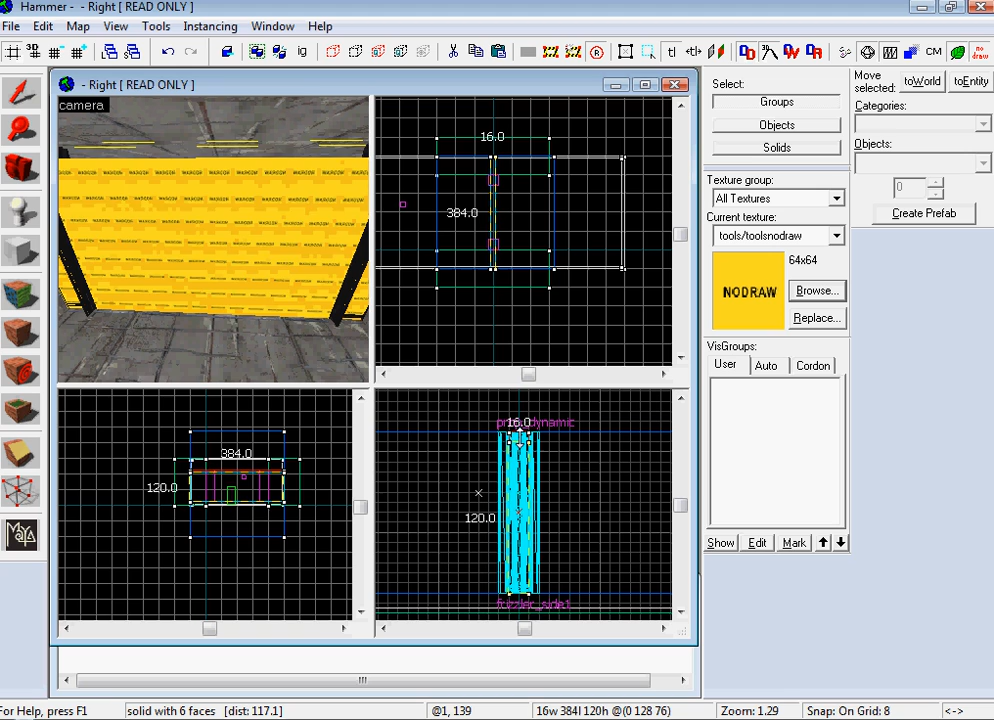 Hammer - - Right [ READ ONLY ]
File Edit Map View Tools Instancing Window Help
3D
ig
tl
CM
no draw
- Right [ READ ONLY ]
camera
16.0
384.0
384.0
120.0
prop_dynamic
16.0
120.0
Select:
Groups
Objects
Solids
Texture group:
All Textures
Current texture:
tools/toolsnodraw
64x64
NODRAW
Browse...
Replace...
VisGroups:
User Auto Cordon
Show Edit Mark
Move selected:
toWorld toEntity
Categories:
Objects:
0
Create Prefab
MAYA
For Help, press F1
solid with 6 faces [dist: 117.1]
@1, 139
16w 384l 120h @(0 128 76)
Zoom: 1.29
Snap: On Grid: 8
<->